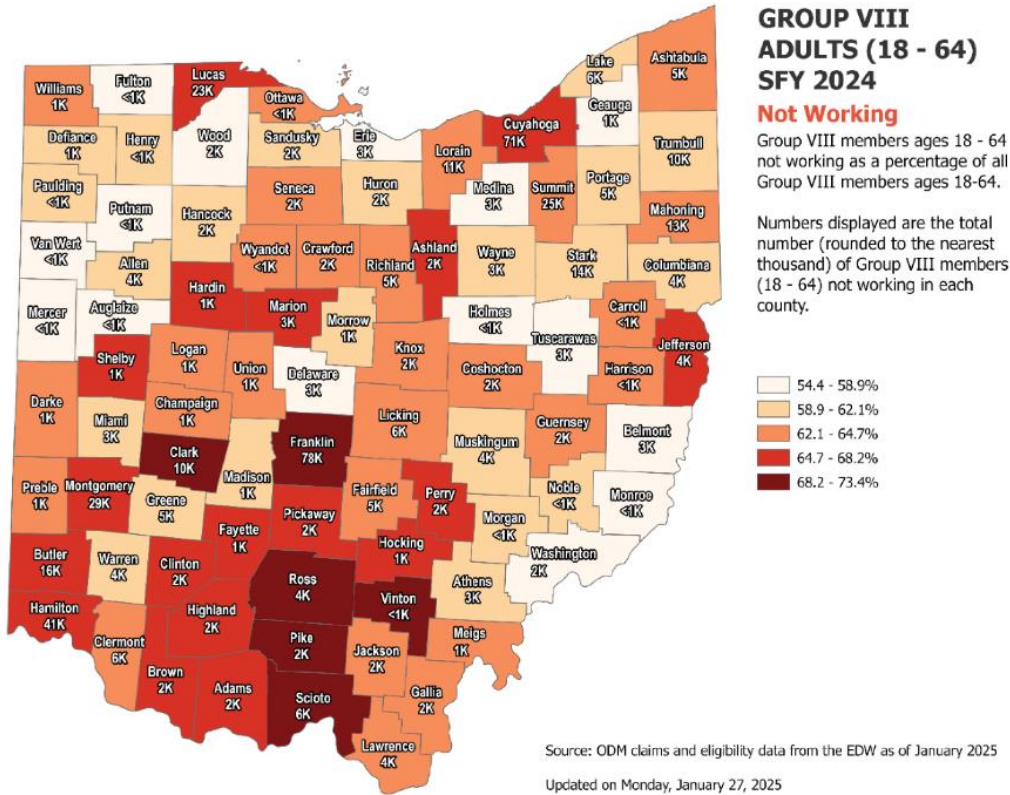 GROUP VIII
ADULTS (18 - 64)
SFY 2024
Not Working
Group VIII members ages 18 - 64
not working as a percentage of all
Group VIII members ages 18-64.
Numbers displayed are the total
number (rounded to the nearest
thousand) of Group VIII members
(18 - 64) not working in each
county.
54.4 - 58.9%
58.9 - 62.1%
62.1 - 64.7%
64.7 - 68.2%
68.2 - 73.4%
Williams
1K
Fulton
<1K
Lucas
23K
Ottawa
<1K
Lake
6K
Ashtabula
5K
Geauga
1K
Cuyahoga
71K
Defiance
1K
Henry
<1K
Wood
2K
Sandusky
2K
Erie
3K
Lorain
11K
Trumbull
10K
Paulding
<1K
Putnam
<1K
Hancock
2K
Seneca
2K
Huron
2K
Medina
3K
Summit
25K
Portage
5K
Mahoning
13K
Van Wert
<1K
Allen
4K
Wyandot
<1K
Crawford
2K
Richland
5K
Ashland
2K
Wayne
3K
Stark
14K
Columbiana
4K
Mercer
<1K
Auglaize
<1K
Hardin
1K
Marion
3K
Morrow
1K
Holmes
<1K
Tuscarawas
3K
Carroll
<1K
Jefferson
4K
Shelby
1K
Logan
1K
Union
1K
Delaware
3K
Knox
2K
Coshocton
2K
Harrison
<1K
Darke
1K
Miami
3K
Champaign
1K
Clark
10K
Franklin
78K
Licking
6K
Muskingum
4K
Guernsey
2K
Belmont
3K
Preble
1K
Montgomery
29K
Greene
5K
Madison
1K
Pickaway
2K
Fairfield
5K
Perry
2K
Morgan
<1K
Noble
<1K
Monroe
<1K
Butler
16K
Warren
4K
Clinton
2K
Fayette
1K
Ross
4K
Hocking
1K
Vinton
<1K
Athens
3K
Washington
2K
Hamilton
41K
Clermont
6K
Highland
2K
Pike
2K
Jackson
2K
Meigs
1K
Brown
2K
Adams
2K
Scioto
6K
Gallia
2K
Lawrence
4K
Source: ODM claims and eligibility data from the EDW as of January 2025
Updated on Monday, January 27, 2025